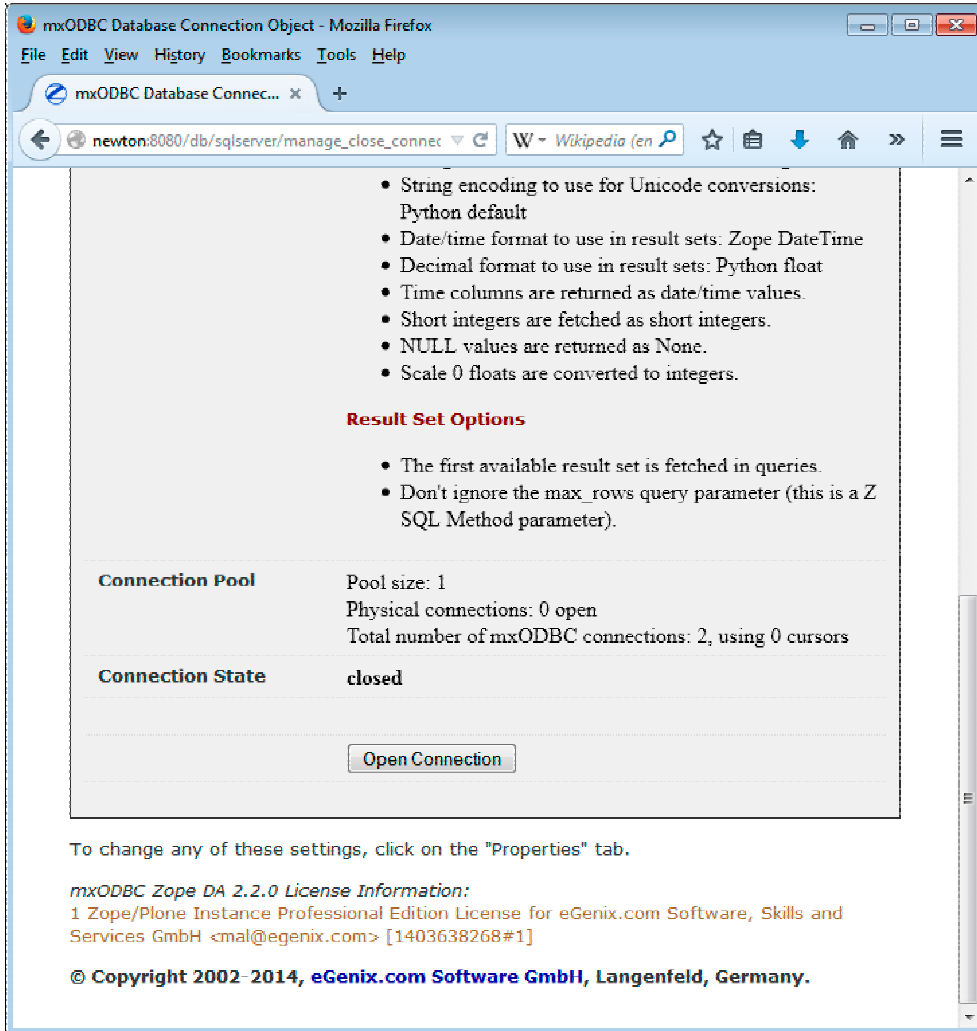 mxODBC Database Connection Object - Mozilla Firefox
File Edit View History Bookmarks Tools Help
mxODBC Database Connec...
newton:8080/db/sqlserver/manage_close_connec
W Wikipedia (en
String encoding to use for Unicode conversions:
Python default
Date/time format to use in result sets: Zope DateTime
Decimal format to use in result sets: Python float
Time columns are returned as date/time values.
Short integers are fetched as short integers.
NULL values are returned as None.
Scale 0 floats are converted to integers.
Result Set Options
The first available result set is fetched in queries.
Don't ignore the max_rows query parameter (this is a Z
SQL Method parameter).
Connection Pool
Pool size: 1
Physical connections: 0 open
Total number of mxODBC connections: 2, using 0 cursors
Connection State
closed
Open Connection
To change any of these settings, click on the "Properties" tab.
mxODBC Zope DA 2.2.0 License Information:
1 Zope/Plone Instance Professional Edition License for eGenix.com Software, Skills and
Services GmbH <mal@egenix.com> [1403638268#1]
© Copyright 2002-2014, eGenix.com Software GmbH, Langenfeld, Germany.